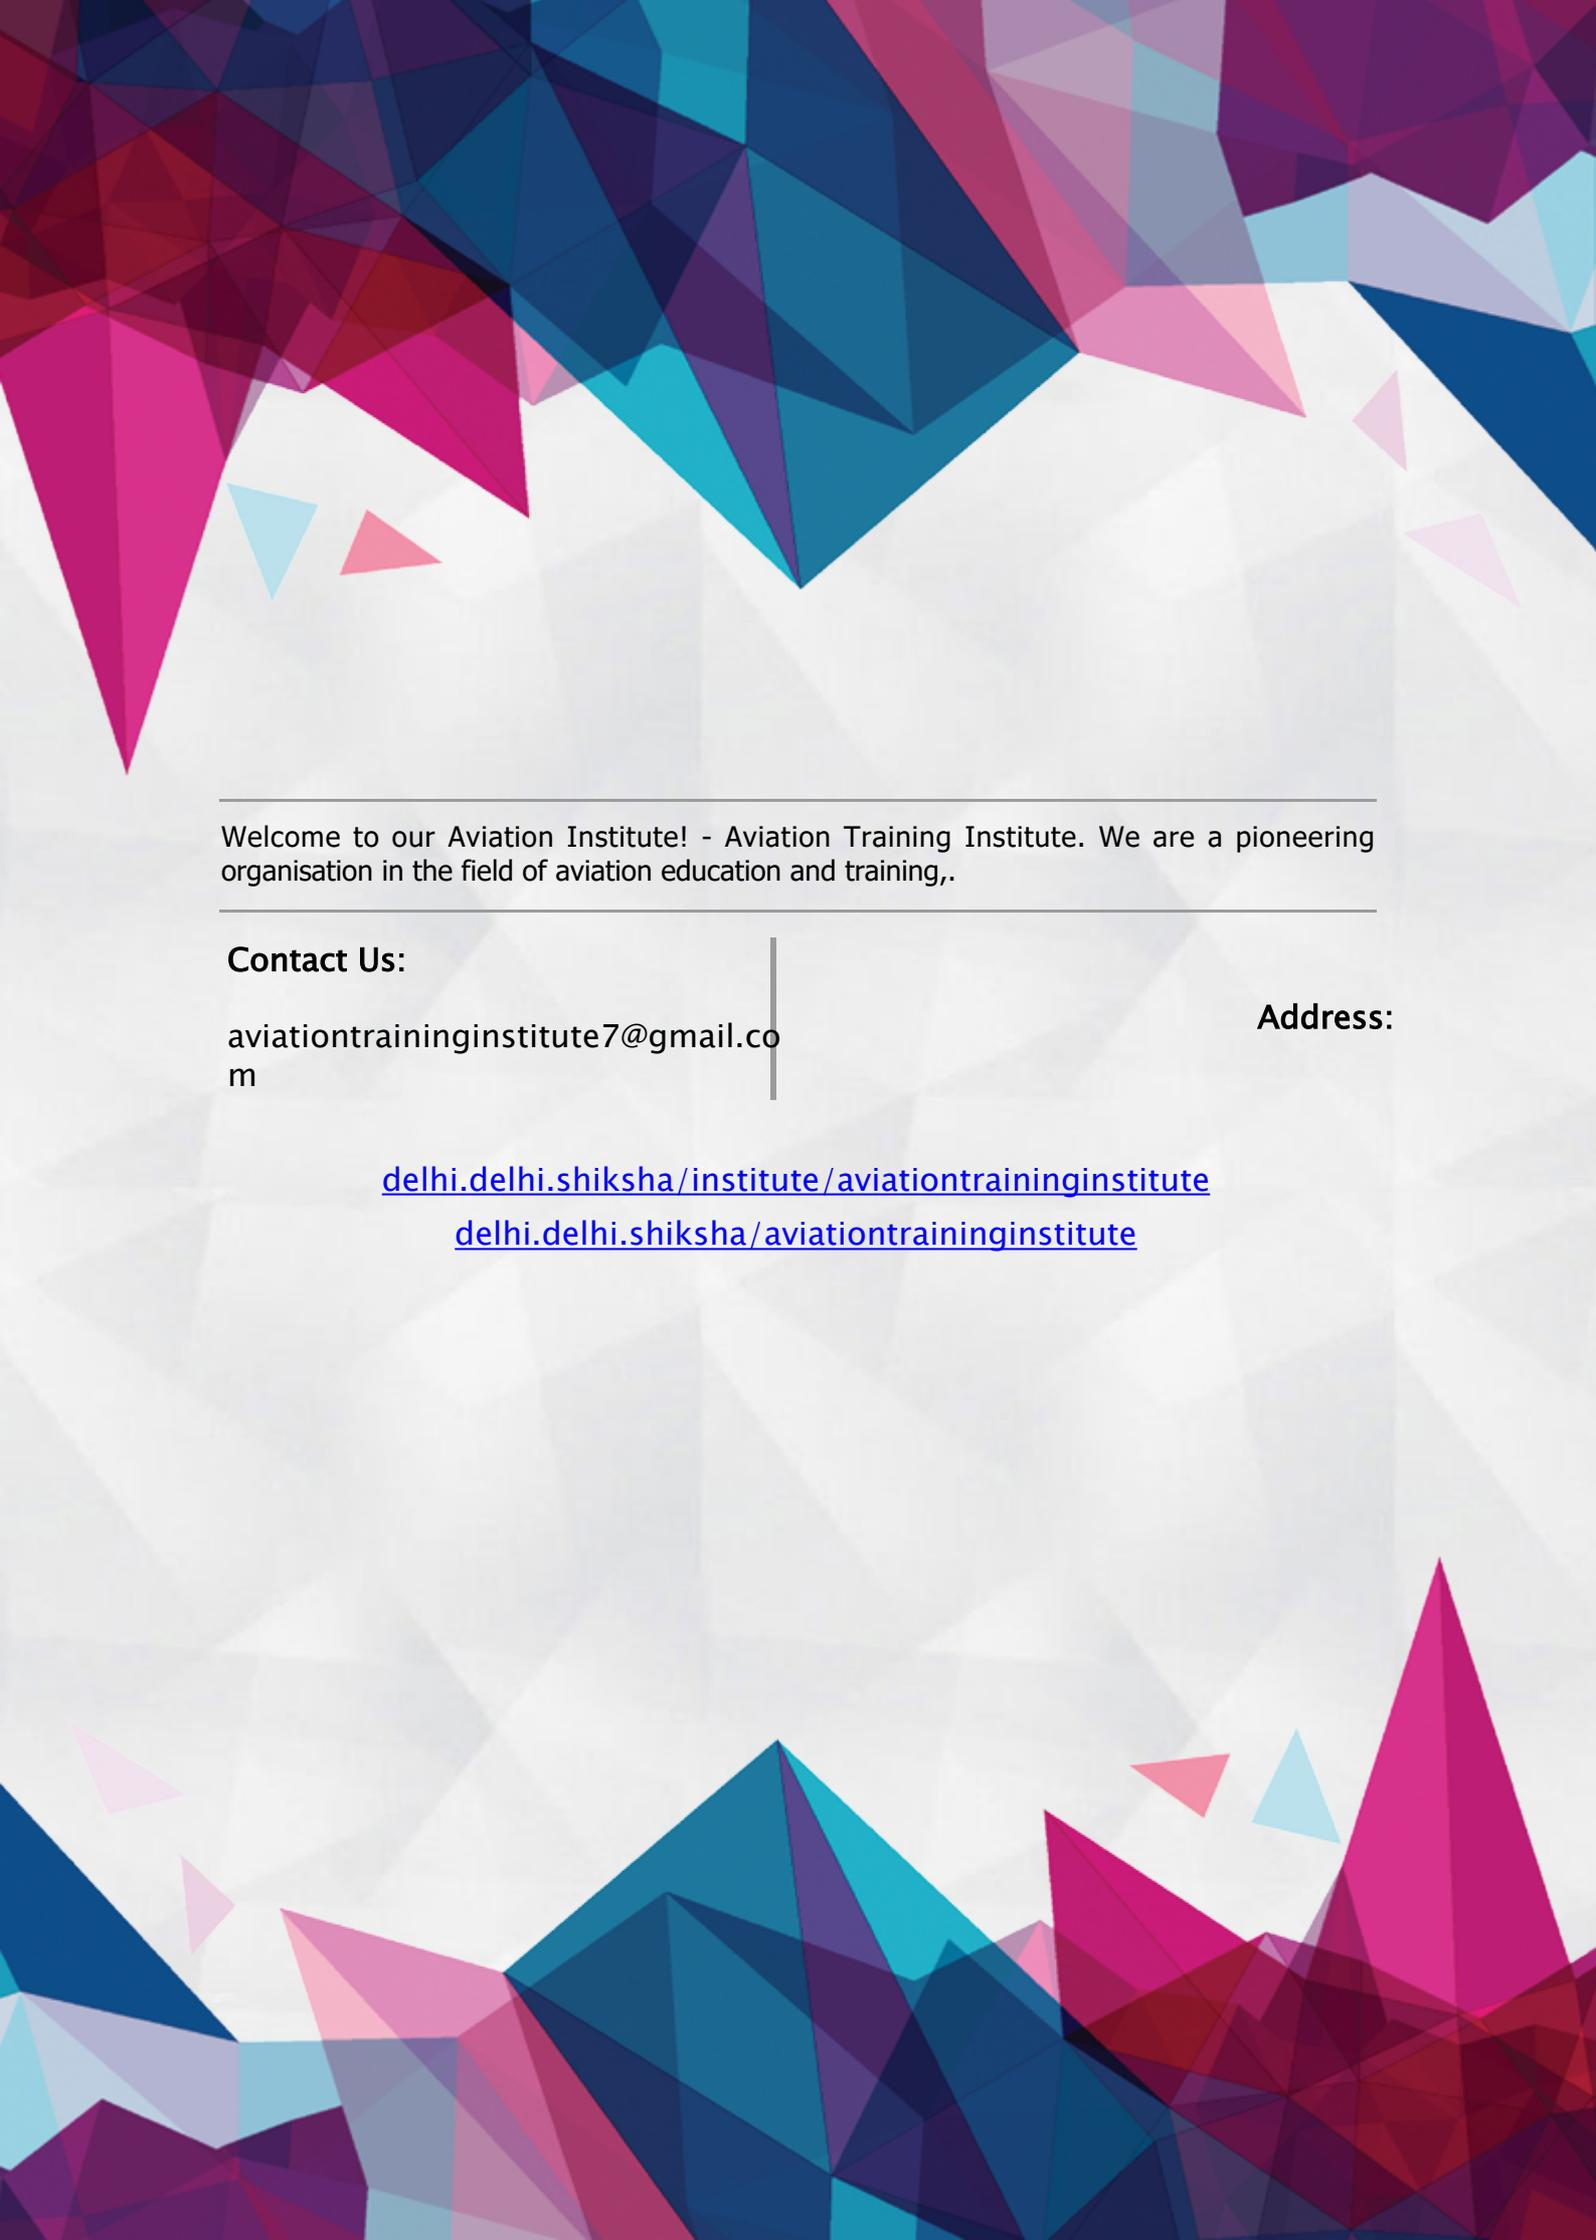 Welcome to our Aviation Institute! - Aviation Training Institute. We are a pioneering
organisation in the field of aviation education and training,.
Contact Us:
aviationtraininginstitute7@gmail.co
m
Address:
delhi.delhi.shiksha/institute/aviationtraininginstitute
delhi.delhi.shiksha/aviationtraininginstitute